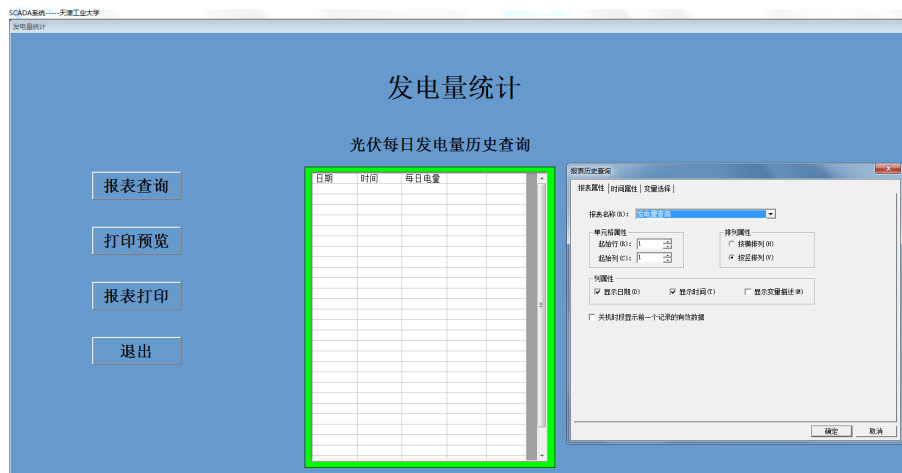 SCADA系统-----天津工业大学
发电量统计
发电量统计
光伏每日发电量历史查询
报表查询
打印预览
报表打印
退出
日期 时间 每日电量
报表历史查询
报表属性 时间属性 变量选择
报表名称(N): 发电量查询
单元格属性
起始行(R): 1
起始列(C): 1
排列属性
按横排列(H)
按竖排列(V)
列属性
显示日期(D) 显示时间(T) 显示变量描述(M)
关机时段显示前一个记录的有效数据
确定 取消